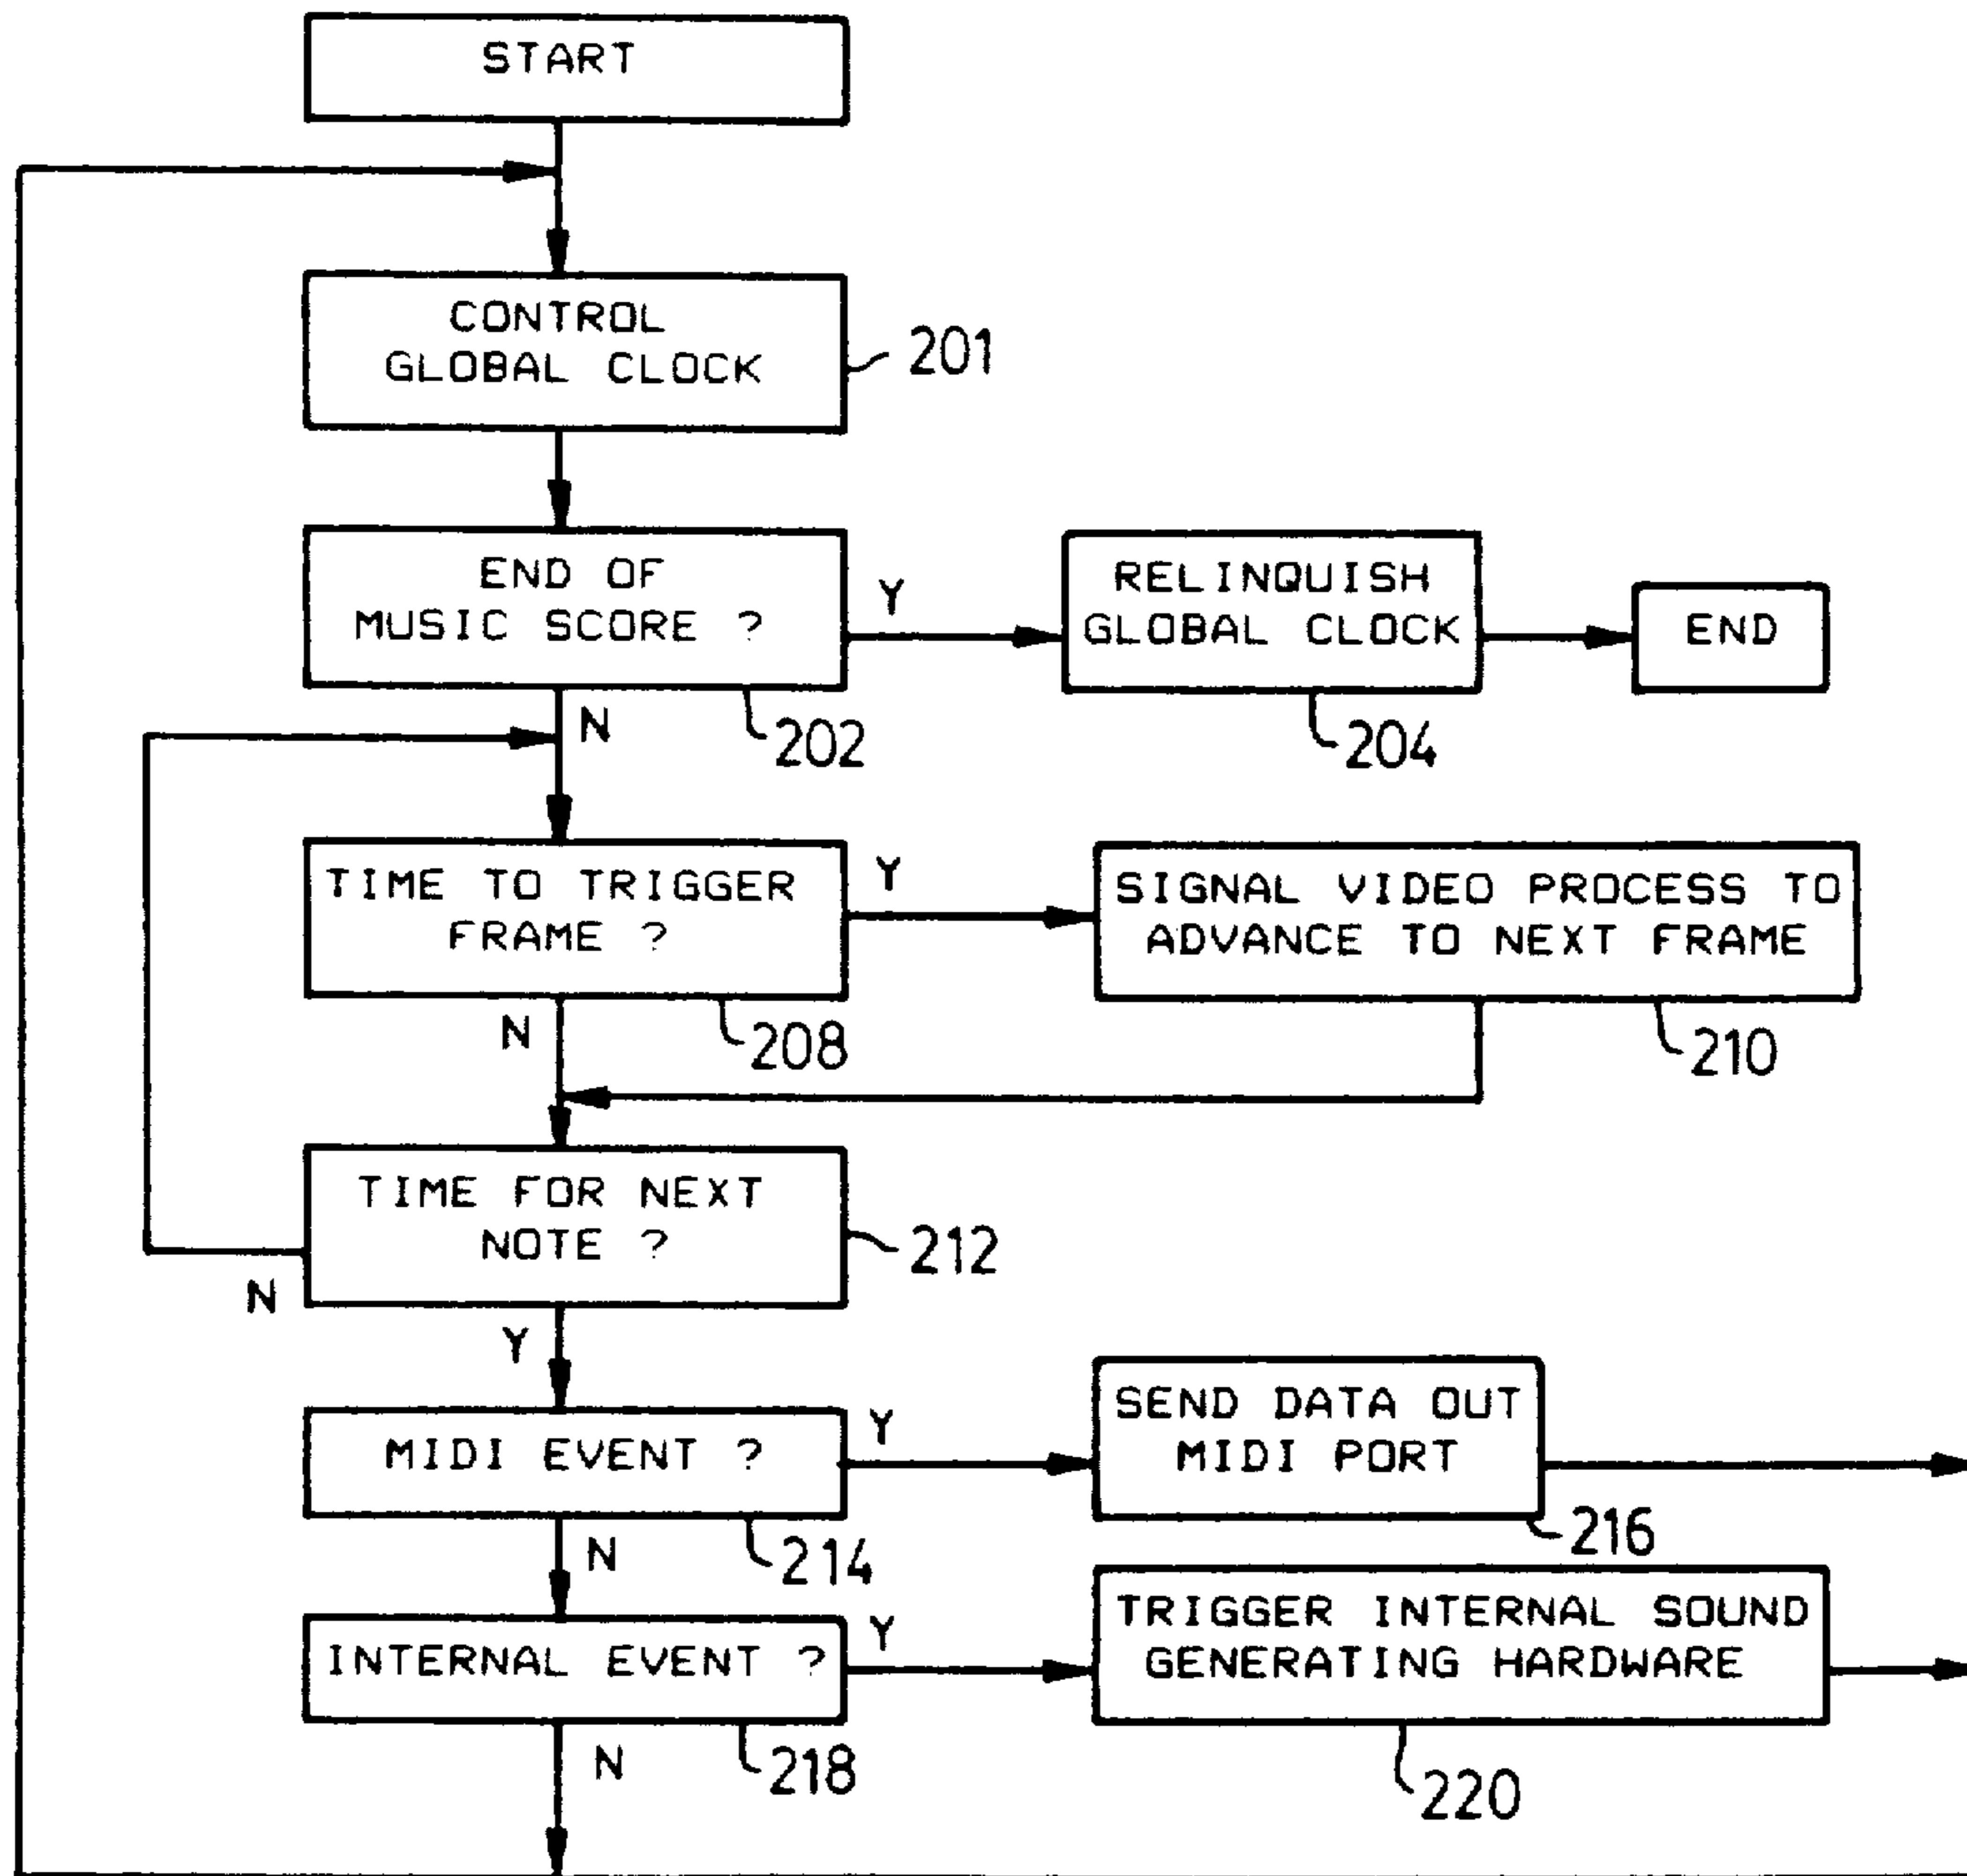 START
CONTROL
GLOBAL CLOCK
201
END OF
MUSIC SCORE ?
Y
RELINQUISH
GLOBAL CLOCK
END
N
202
204
TIME TO TRIGGER
FRAME ?
Y
SIGNAL VIDEO PROCESS TO
ADVANCE TO NEXT FRAME
N
208
210
TIME FOR NEXT
NOTE ?
212
N
Y
MIDI EVENT ?
Y
SEND DATA OUT
MIDI PORT
N
214
216
INTERNAL EVENT ?
Y
TRIGGER INTERNAL SOUND
GENERATING HARDWARE
N
218
220